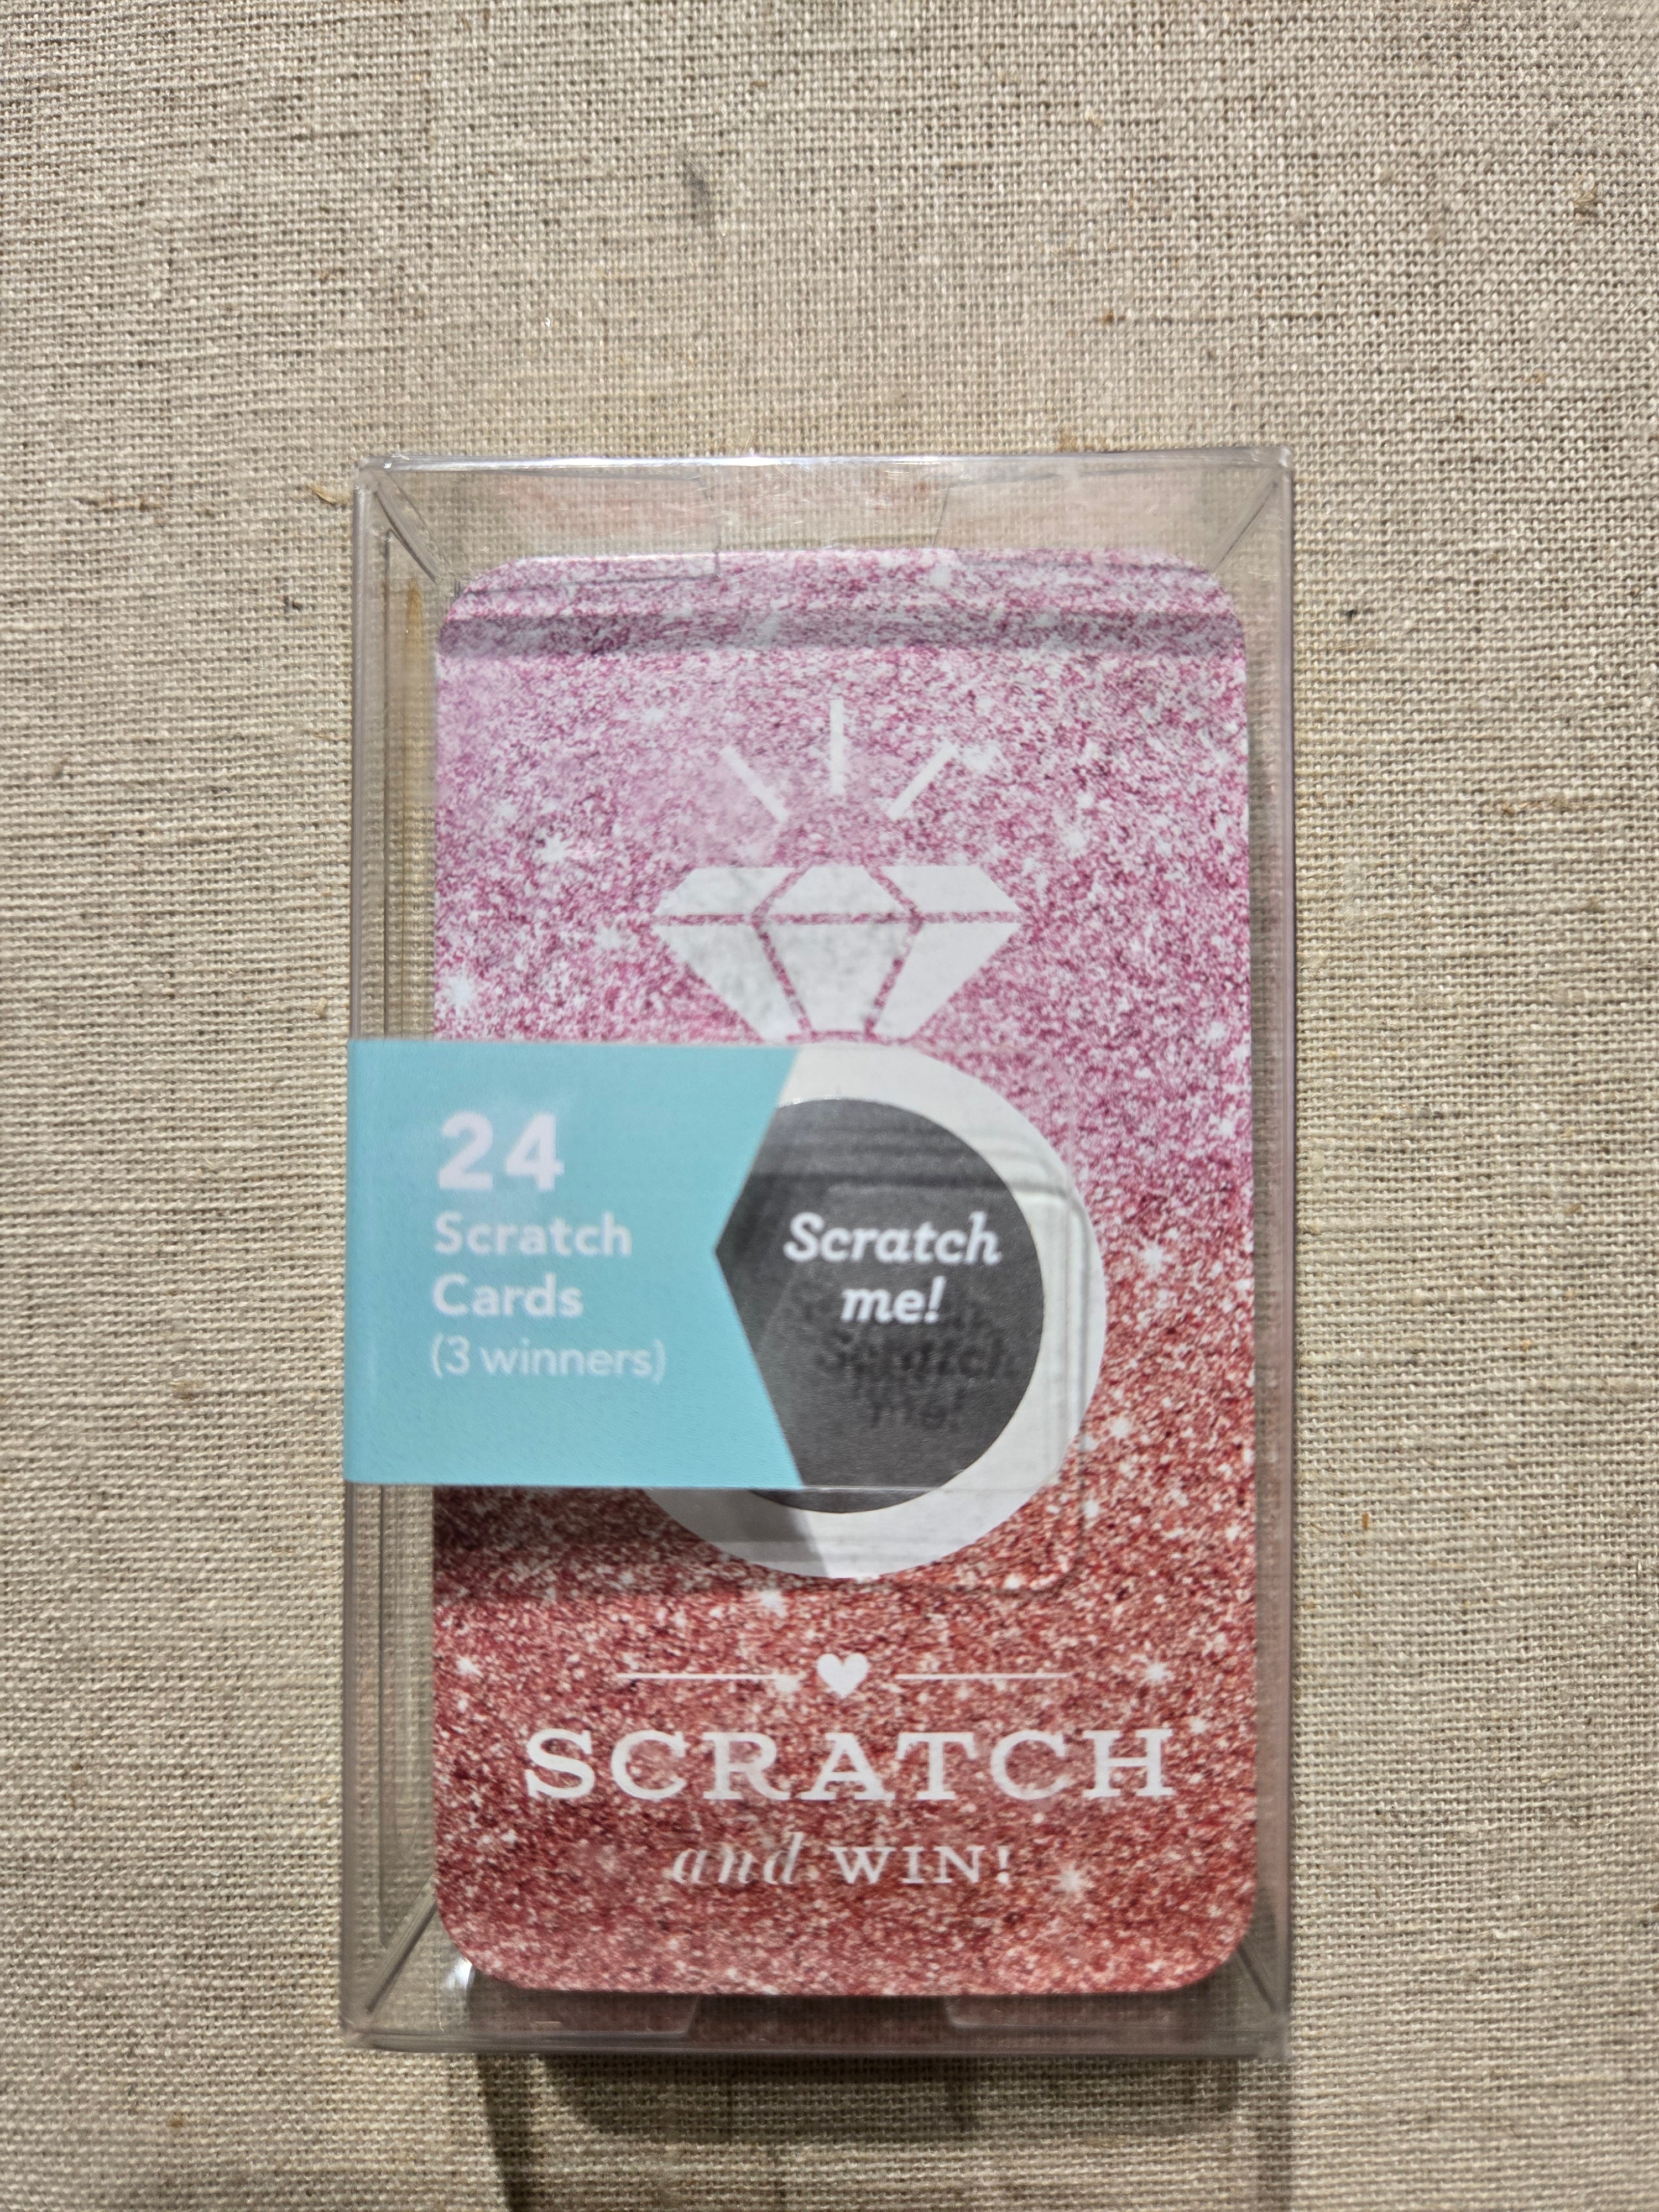 24
Scratch
Cards
(3 winners)
Scratch
me!
SCRATCH
and WIN!